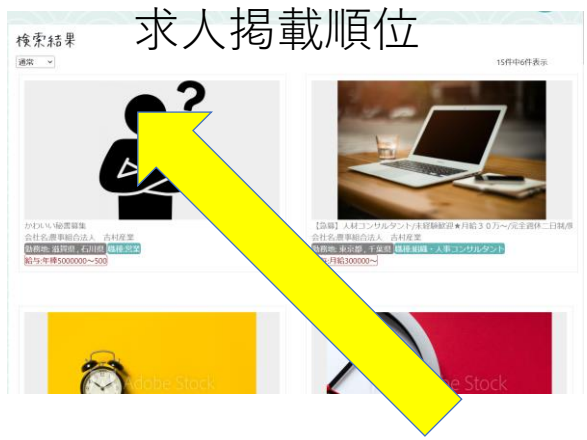 求人掲載順位
検索結果
通常
15件中6件表示
かわいい秘書募集
会社名:農事組合法人 吉村産業
勤務地: 滋賀県, 石川県 職種:営業
給与:年俸5000000〜500
【急募】人材コンサルタント/未経験歓迎★月給30万〜/完全週休二日制/
会社名:農事組合法人 吉村産業
勤務地: 東京都, 千葉県 職種:組織・人事コンサルタント
給与:月給300000〜
Adobe Stock
be Stock